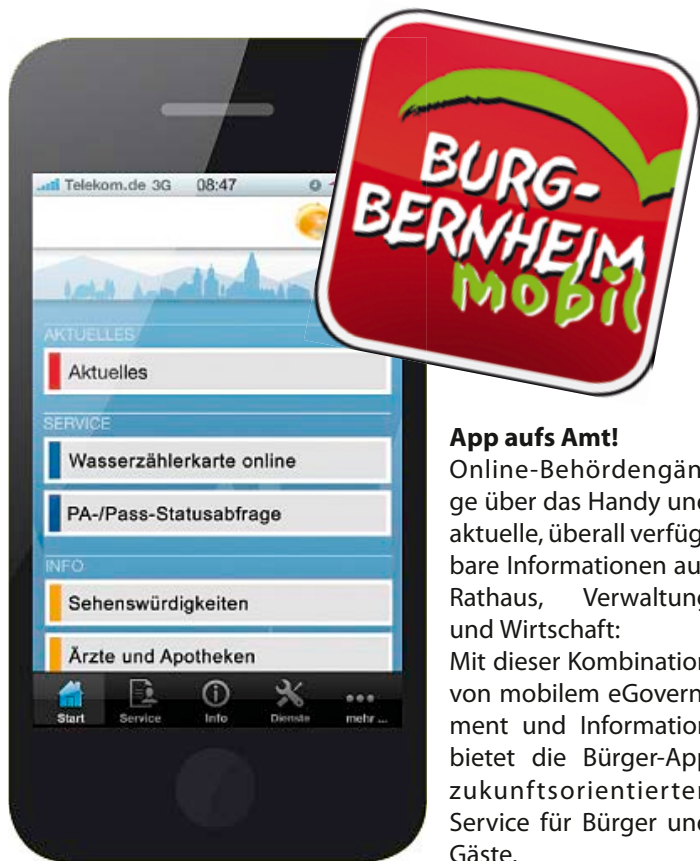 Telekom.de 3G 08:47
BURG-
BERNHEIM
mobil
AKTUELLES
Aktuelles
SERVICE
Wasserzählerkarte online
PA-/Pass-Statusabfrage
INFO
Sehenswürdigkeiten
Ärzte und Apotheken
Start Service Info Dienste mehr ...
App aufs Amt!
Online-Behördengän
ge über das Handy und
aktuelle, überall verfüg
bare Informationen au
Rathaus, Verwaltung
und Wirtschaft:
Mit dieser Kombination
von mobilem eGovern
ment und Information
bietet die Bürger-App
zukunftsorientierten
Service für Bürger und
Gäste.